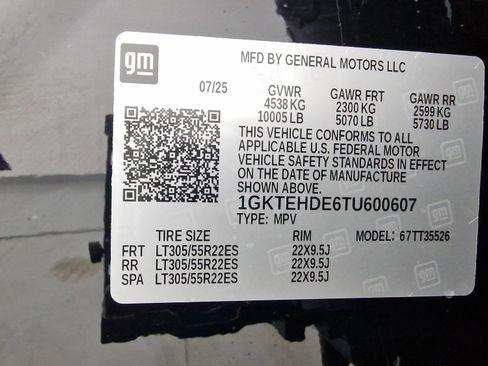 gm
MFD BY GENERAL MOTORS LLC
07/25 GVWR GAWR FRT GAWR RR
4538 KG 2300 KG 2599 KG
10005 LB 5070 LB 5730 LB
THIS VEHICLE CONFORMS TO ALL
APPLICABLE U.S. FEDERAL MOTOR
VEHICLE SAFETY STANDARDS IN EFFECT
ON THE DATE OF MANUFACTURE
SHOWN ABOVE.
1GKTEHDE6TU600607
TYPE: MPV
TIRE SIZE RIM MODEL: 67TT35526
FRT LT305/55R22ES 22X9.5J
RR LT305/55R22ES 22X9.5J
SPA LT305/55R22ES 22X9.5J